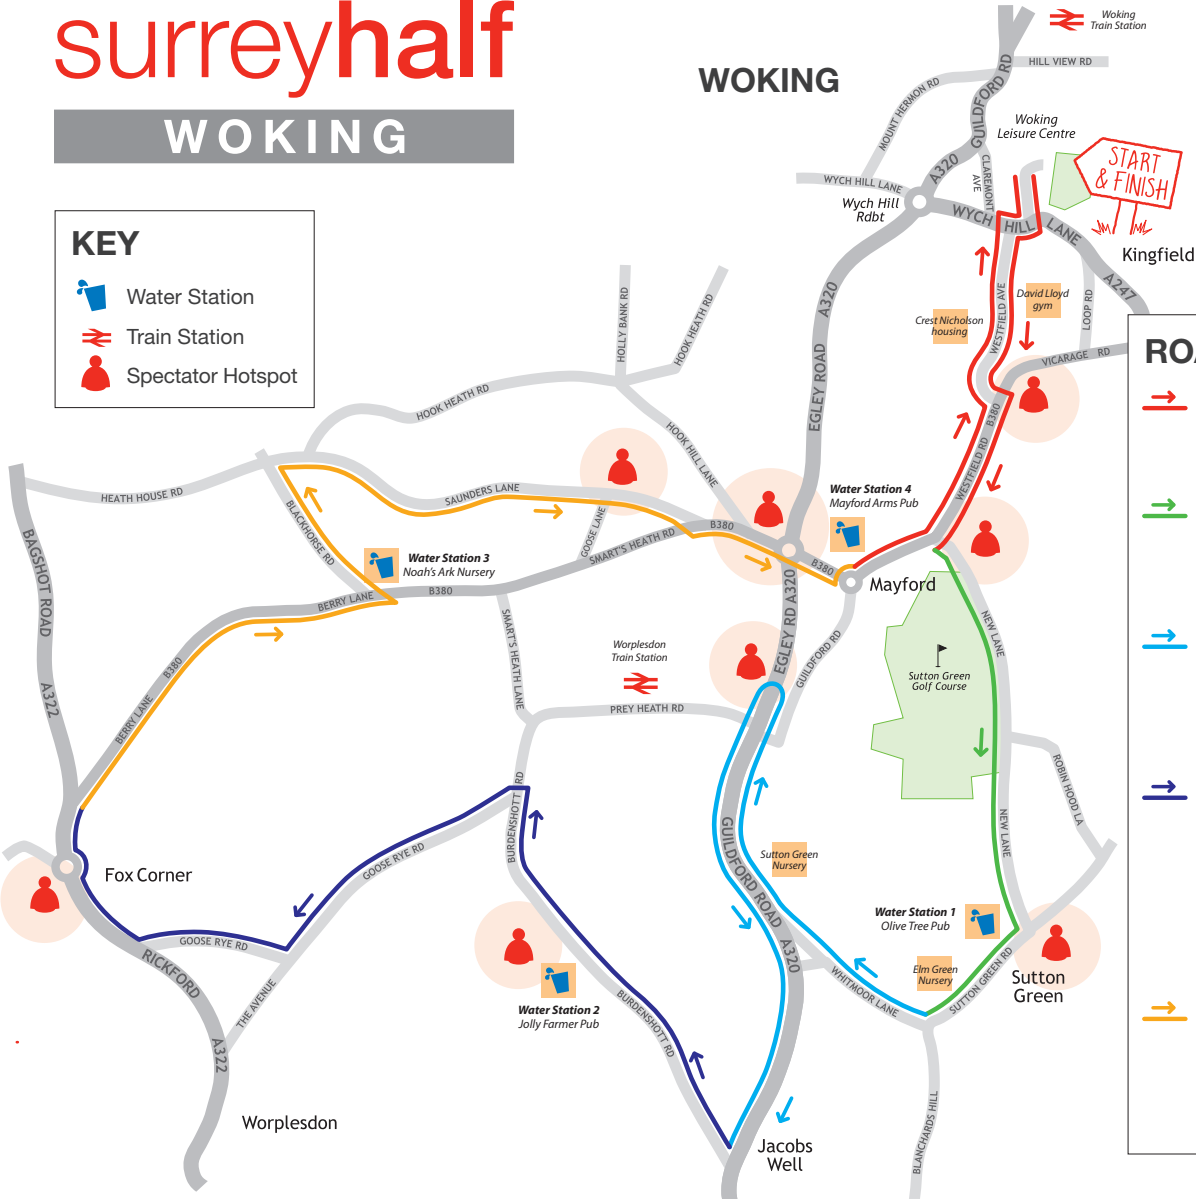 surreyhalf
WOKING
KEY
Water Station
Train Station
Spectator Hotspot
WOKING
Woking
Train Station
HILL VIEW RD
GUILDFORD RD
MOUNT HERMON RD
Woking
Leisure Centre
START
& FINISH
A320
CLAREMONT
AVE
WYCH HILL LANE
Wych Hill
Rdbt
WYCH HILL LANE
Kingfield
A247
LOOP RD
VICARAGE RD
David Lloyd
gym
Crest Nicholson
housing
WESTFIELD AVE
A320
EGLEY ROAD
HOLLY BANK RD
HOOK HEATH RD
HOOK HEATH RD
HOOK HILL LANE
B380
WESTFIELD RD
ROA
HEATH HOUSE RD
SAUNDERS LANE
BLACKHORSE RD
GOOSE LANE
SMART'S HEATH RD
B380
Water Station 4
Mayford Arms Pub
B380
Mayford
BAGSHOT ROAD
A322
Water Station 3
Noah's Ark Nursery
BERRY LANE
B380
B380
BERRY LANE
SMART'S HEATH LANE
EGLEY RD A320
GUILDFORD RD
Worplesdon
Train Station
PREY HEATH RD
NEW LANE
Sutton Green
Golf Course
ROBIN HOOD LA
NEW LANE
BURDENSHOTT RD
GOOSE RYE RD
Fox Corner
GOOSE RYE RD
RICKFORD
THE AVENUE
A322
Worplesdon
GUILDFORD ROAD
A320
Sutton Green
Nursery
Water Station 1
Olive Tree Pub
Elm Green
Nursery
SUTTON GREEN RD
Sutton
Green
WHITMOOR LANE
Water Station 2
Jolly Farmer Pub
BURDENSHOTT RD
Jacobs
Well
BLANCHARDS HILL